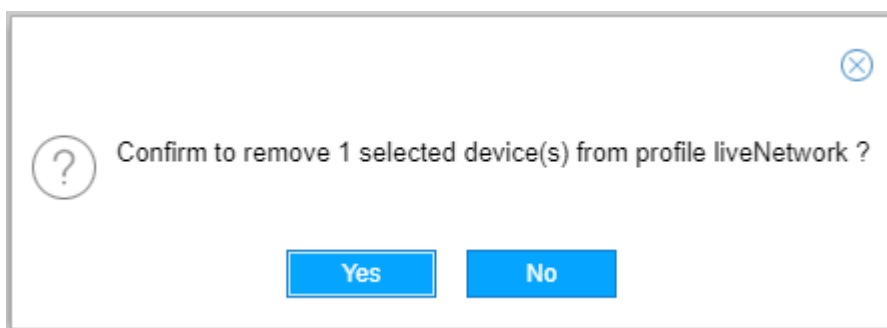 Confirm to remove 1 selected device(s) from profile liveNetwork ?
Yes No